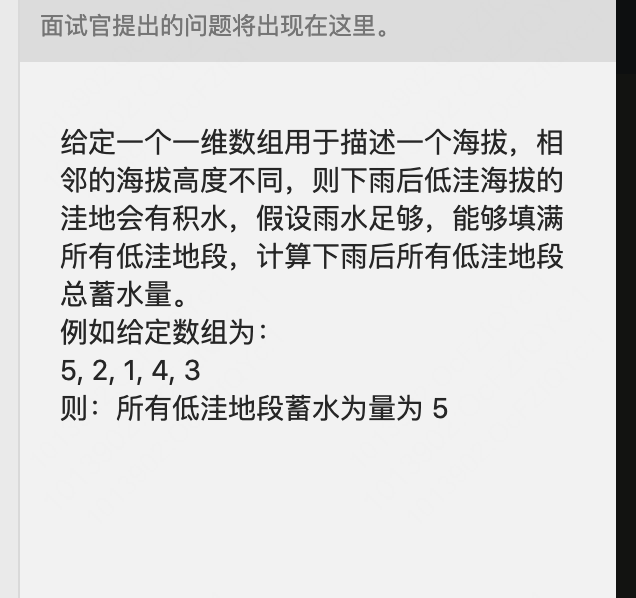 面试官提出的问题将出现在这里。
给定一个一维数组用于描述一个海拔，相
邻的海拔高度不同，则下雨后低洼海拔的
洼地会有积水，假设雨水足够，能够填满
所有低洼地段，计算下雨后所有低洼地段
总蓄水量。
例如给定数组为：
5, 2, 1, 4, 3
则：所有低洼地段蓄水为量为 5